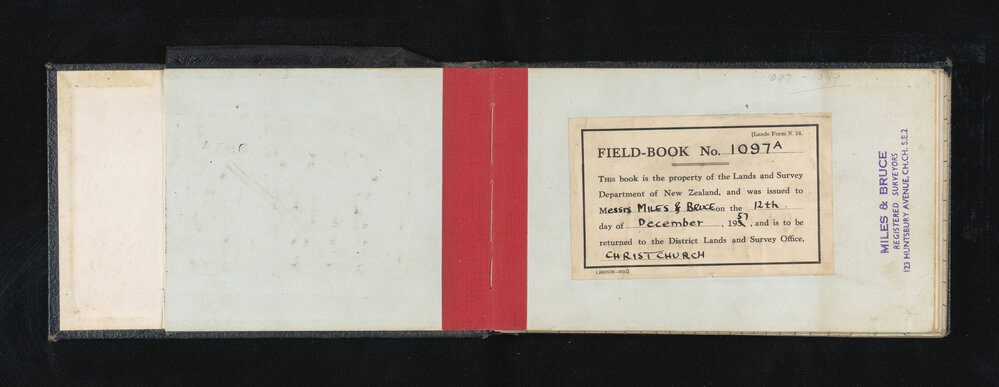 1097 - 1099
[Lands Form N. 24.
FIELD-BOOK No. 1097A
THIS book is the property of the Lands and Survey
Department of New Zealand, and was issued to
Messrs MILES & BRUCE on the 12th.
day of December, 1957, and is to be
returned to the District Lands and Survey Office,
CHRISTCHURCH
MILES & BRUCE
REGISTERED SURVEYORS
123 HUNTSBURY AVENUE, CH.CH. S.E.2